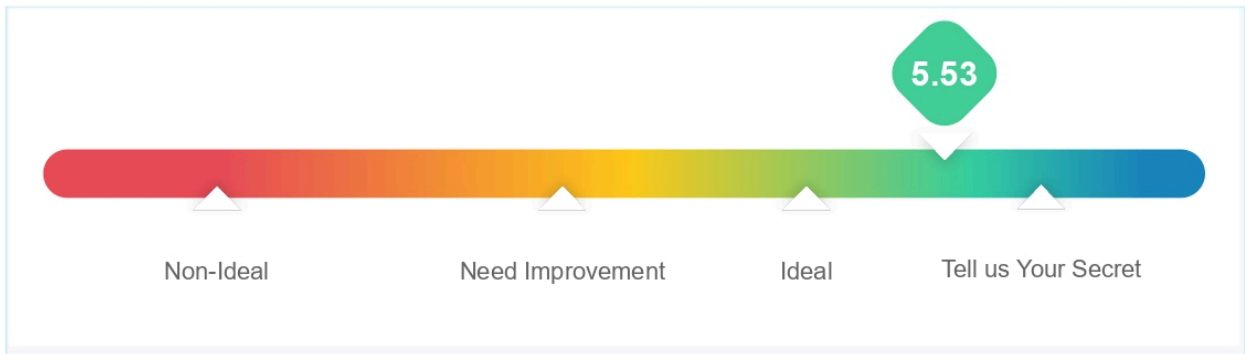 5.53
Non-Ideal
Need Improvement
Ideal
Tell us Your Secret